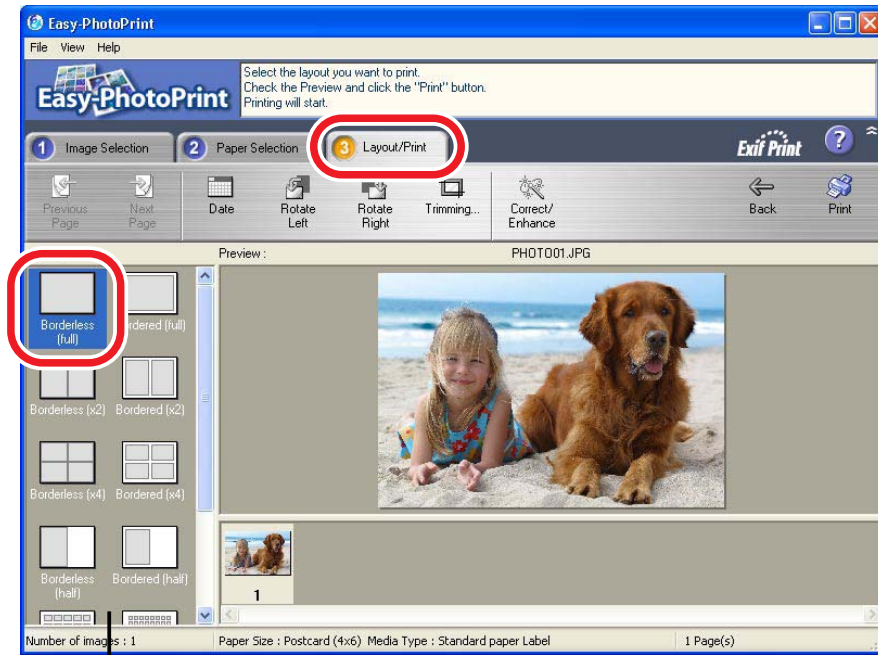 Easy-PhotoPrint
File View Help
Easy-PhotoPrint
Select the layout you want to print.
Check the Preview and click the "Print" button.
Printing will start.
1 Image Selection
2 Paper Selection
3 Layout/Print
Exif Print
?
Previous
Page
Next
Page
Date
Rotate
Left
Rotate
Right
Trimming...
Correct/
Enhance
Back
Print
Preview :
PHOTO01.JPG
Borderless
(full)
rdered (full)
Borderless (x2)
Bordered (x2)
Borderless (x4)
Bordered (x4)
Borderless
(half)
Bordered (half)
1
Number of images : 1
Paper Size : Postcard (4x6) Media Type : Standard paper Label
1 Page(s)